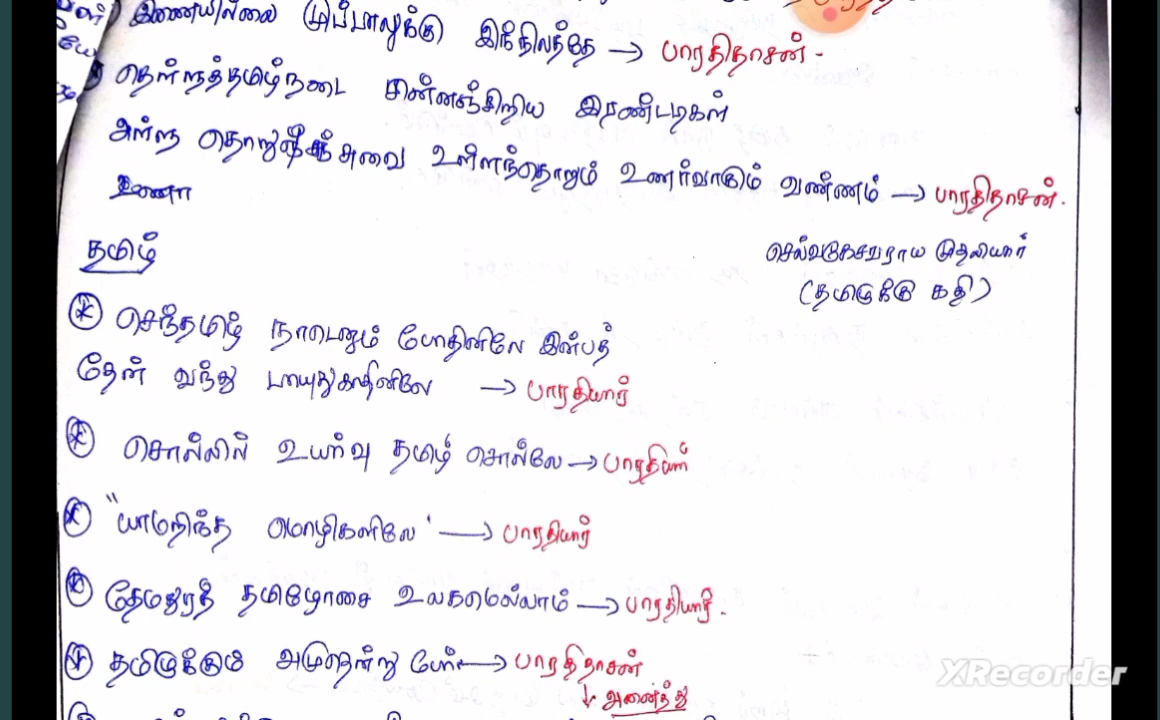 இணையில்லை முப்பாலுக்கு இந்நிலத்தே → பாரதிதாசன் -
தெள்ளுத்தமிழ்நடை சின்னஞ்சிறிய இரண்டடிகள்
அள்ளு தொறுஞ்சுவை உள்ளந்தொறும் உணர்வாகும் வண்ணம் → பாரதிதாசன்.
தமிழ்
செல்வகேசவராய முதலியார்
(தமிழுக்கு கதி)
செந்தமிழ் நாடெனும் போதினிலே இன்பத்
தேன் வந்து பாயுதுகாதினிலே → பாரதியார்
சொல்லில் உயர்வு தமிழ் சொல்லே → பாரதியார்
"யாமறிந்த மொழிகளிலே' → பாரதியார்
தேமதுரத் தமிழோசை உலகமெல்லாம் → பாரதியார்.
தமிழுக்கும் அமுதென்று பேர் → பாரதிதாசன்
↓ அனைத்து
XRecorder